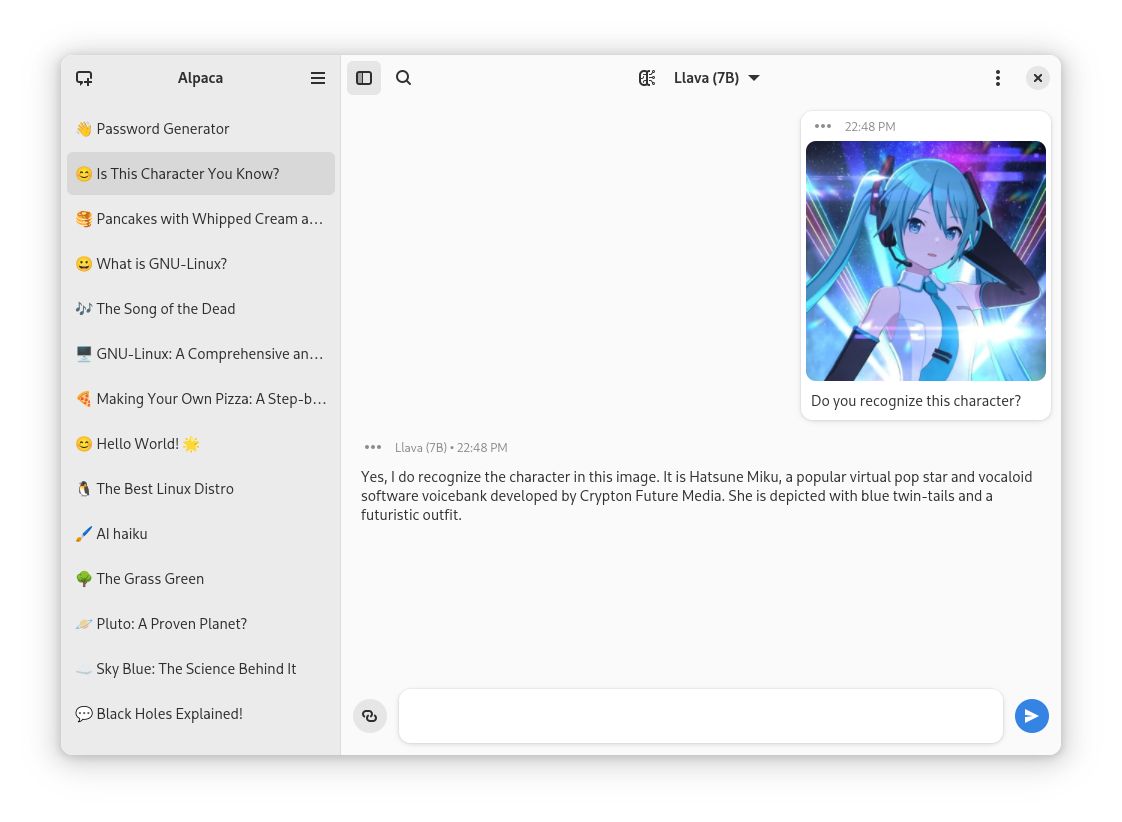 Alpaca
👋 Password Generator
😊 Is This Character You Know?
🥞 Pancakes with Whipped Cream a...
😀 What is GNU-Linux?
🎶 The Song of the Dead
🖥️ GNU-Linux: A Comprehensive an...
🍕 Making Your Own Pizza: A Step-b...
😊 Hello World! 🌟
🐧 The Best Linux Distro
🖌️ AI haiku
🌳 The Grass Green
🪐 Pluto: A Proven Planet?
☁️ Sky Blue: The Science Behind It
💬 Black Holes Explained!
Llava (7B)
22:48 PM
Do you recognize this character?
Llava (7B) • 22:48 PM
Yes, I do recognize the character in this image. It is Hatsune Miku, a popular virtual pop star and vocaloid
software voicebank developed by Crypton Future Media. She is depicted with blue twin-tails and a
futuristic outfit.